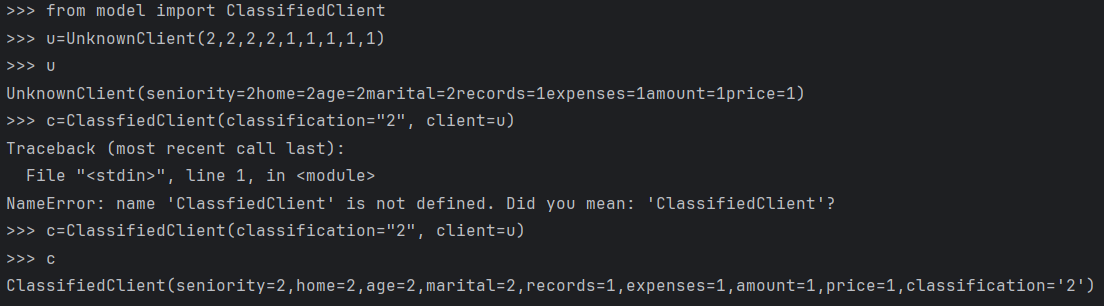 >>> from model import ClassifiedClient
>>> u=UnknownClient(2,2,2,2,1,1,1,1,1)
>>> u
UnknownClient(seniority=2home=2age=2marital=2records=1expenses=1amount=1price=1)
>>> c=ClassfiedClient(classification="2", client=u)
Traceback (most recent call last):
  File "<stdin>", line 1, in <module>
NameError: name 'ClassfiedClient' is not defined. Did you mean: 'ClassifiedClient'?
>>> c=ClassifiedClient(classification="2", client=u)
>>> c
ClassifiedClient(seniority=2,home=2,age=2,marital=2,records=1,expenses=1,amount=1,price=1,classification='2')